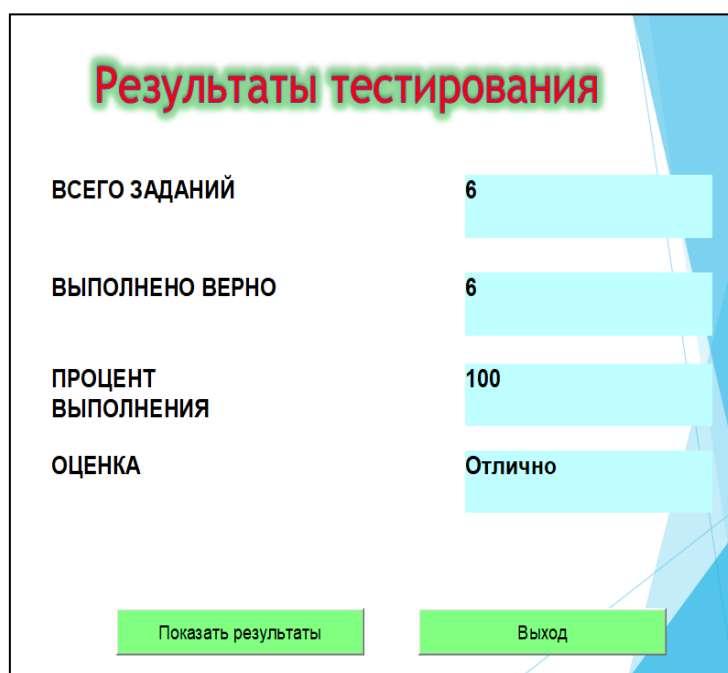 Результаты тестирования
ВСЕГО ЗАДАНИЙ 6
ВЫПОЛНЕНО ВЕРНО 6
ПРОЦЕНТ 100
ВЫПОЛНЕНИЯ
ОЦЕНКА Отлично
Показать результаты Выход